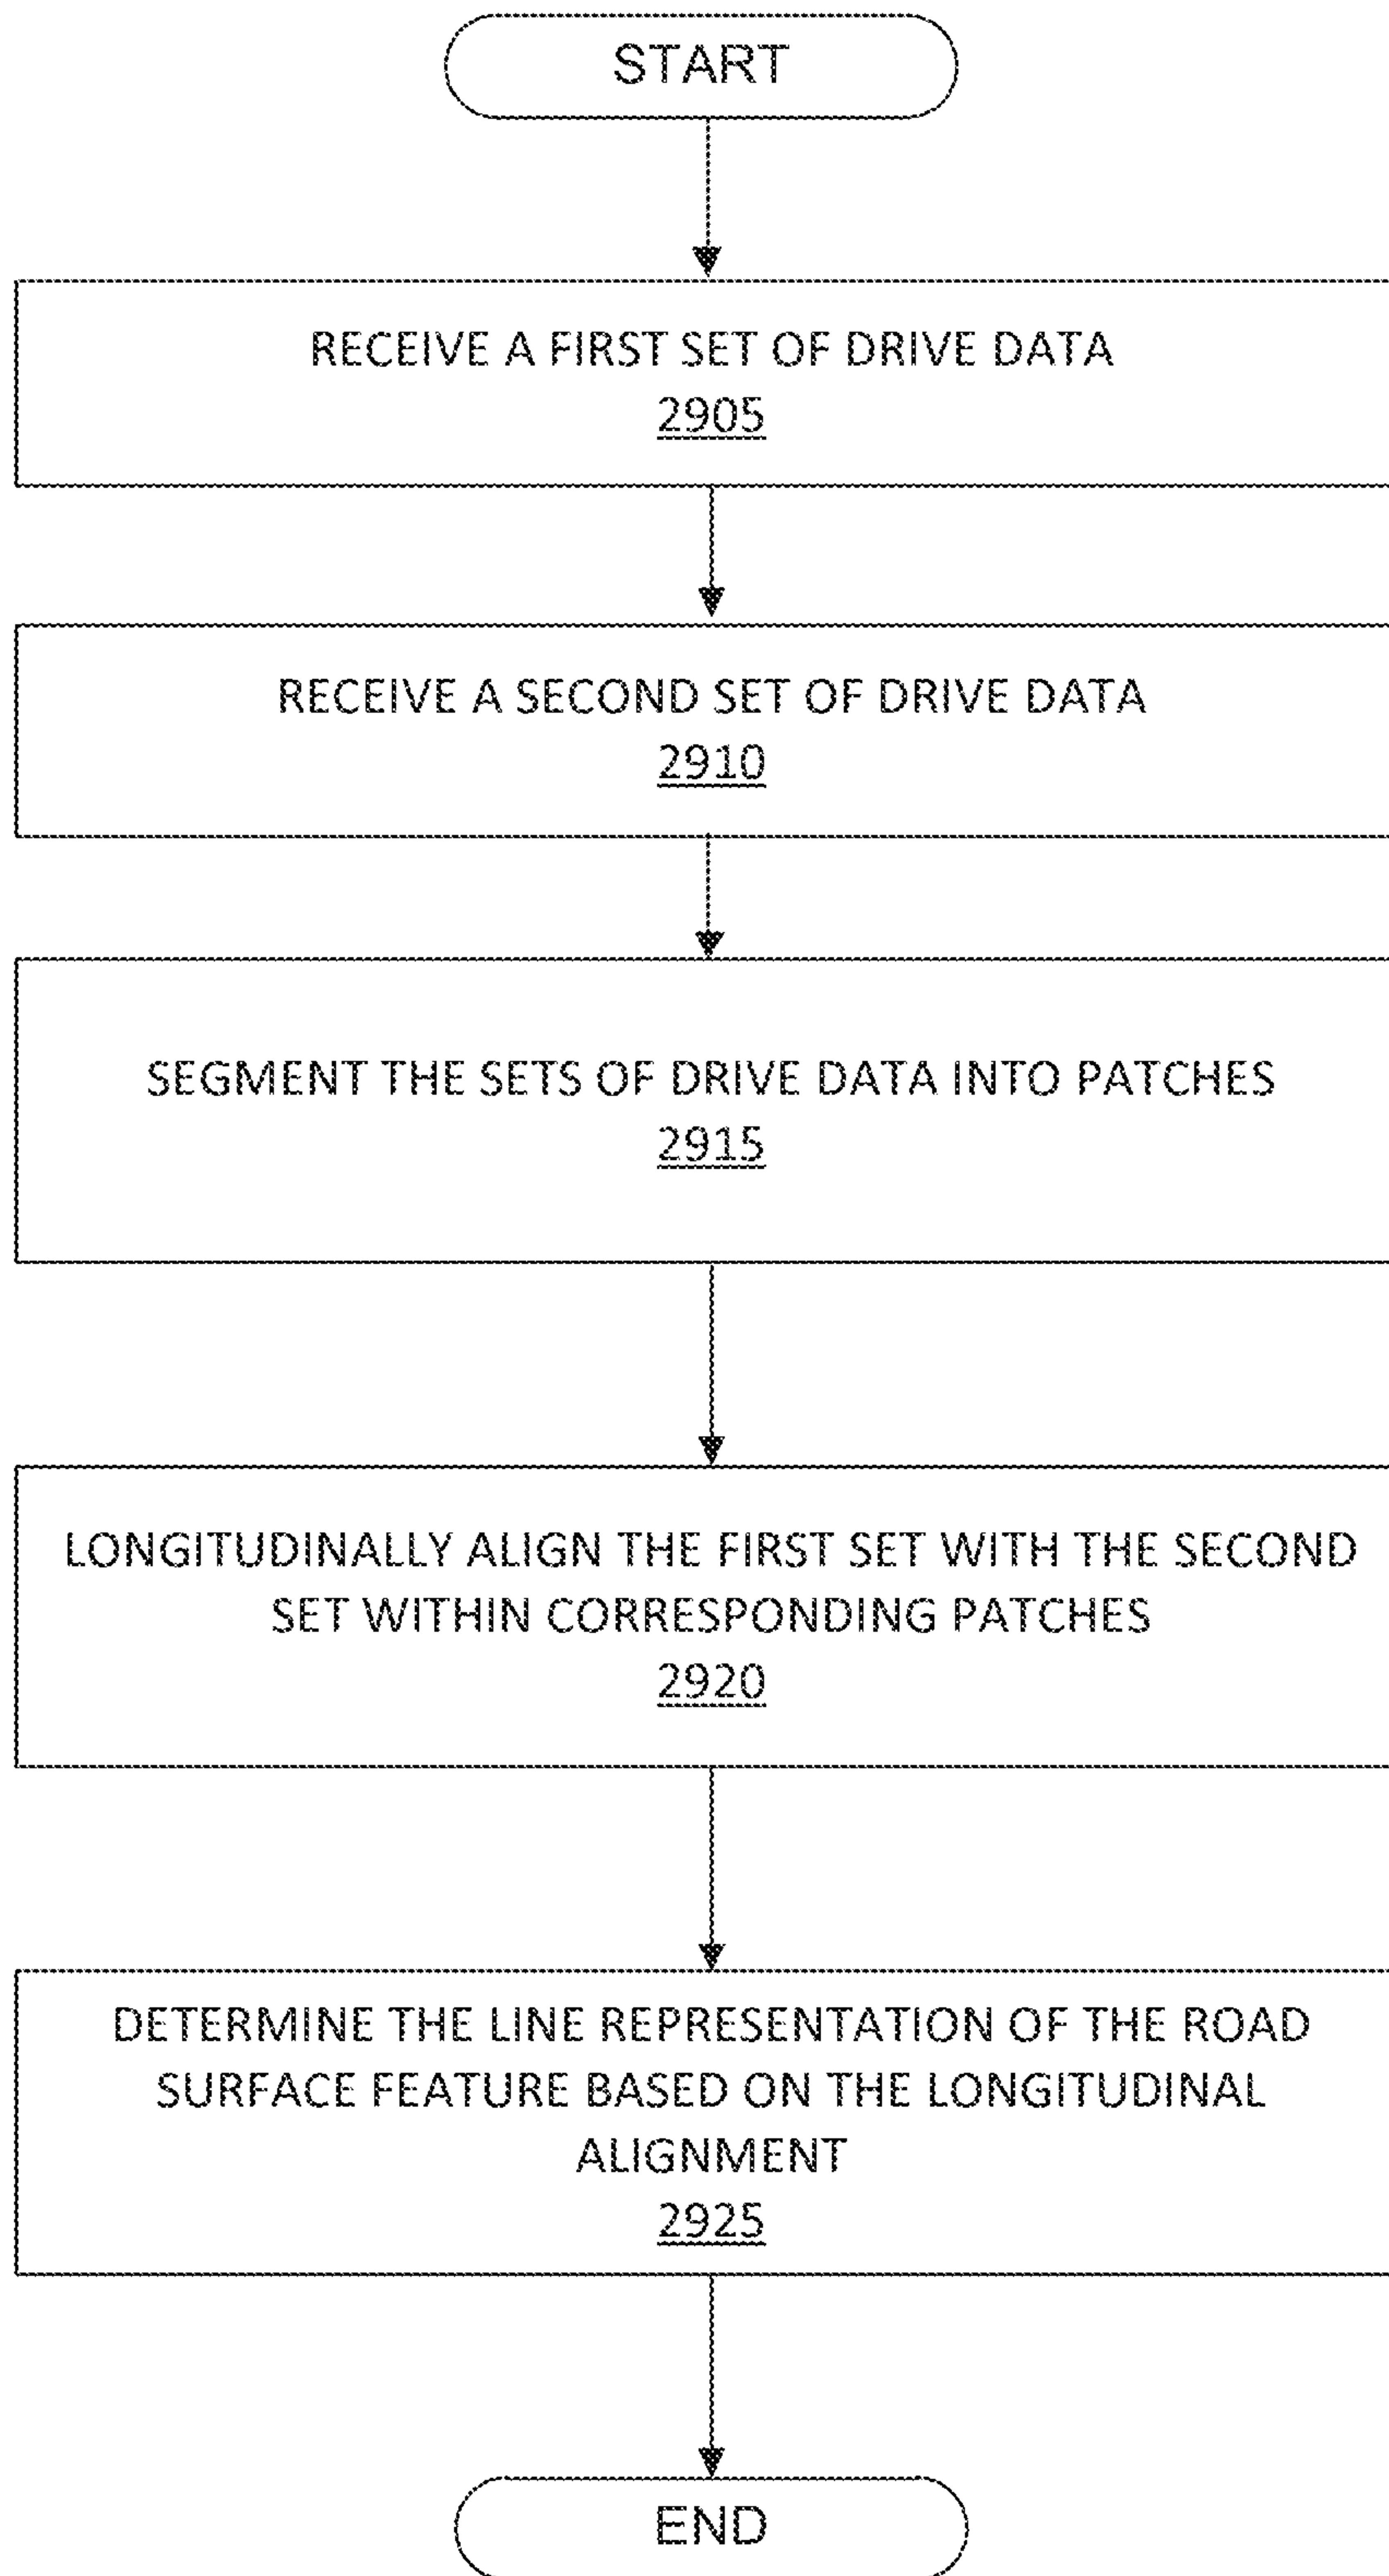 START
RECEIVE A FIRST SET OF DRIVE DATA
2905
RECEIVE A SECOND SET OF DRIVE DATA
2910
SEGMENT THE SETS OF DRIVE DATA INTO PATCHES
2915
LONGITUDINALLY ALIGN THE FIRST SET WITH THE SECOND
SET WITHIN CORRESPONDING PATCHES
2920
DETERMINE THE LINE REPRESENTATION OF THE ROAD
SURFACE FEATURE BASED ON THE LONGITUDINAL
ALIGNMENT
2925
END